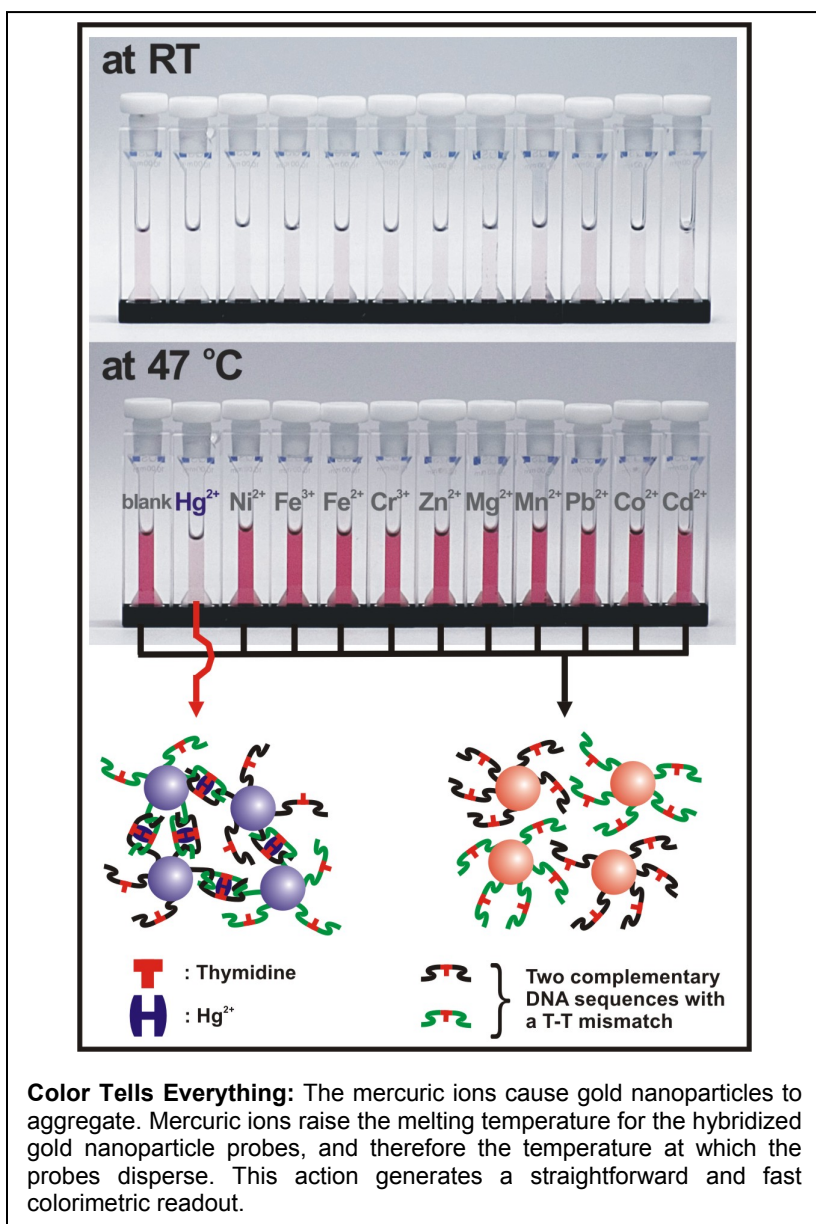 at RT
at 47 °C
blank Hg²⁺ Ni²⁺ Fe³⁺ Fe²⁺ Cr³⁺ Zn²⁺ Mg²⁺ Mn²⁺ Pb²⁺ Co²⁺ Cd²⁺
: Thymidine
: Hg²⁺
Two complementary
DNA sequences with
a T-T mismatch
Color Tells Everything: The mercuric ions cause gold nanoparticles to
aggregate. Mercuric ions raise the melting temperature for the hybridized
gold nanoparticle probes, and therefore the temperature at which the
probes disperse. This action generates a straightforward and fast
colorimetric readout.